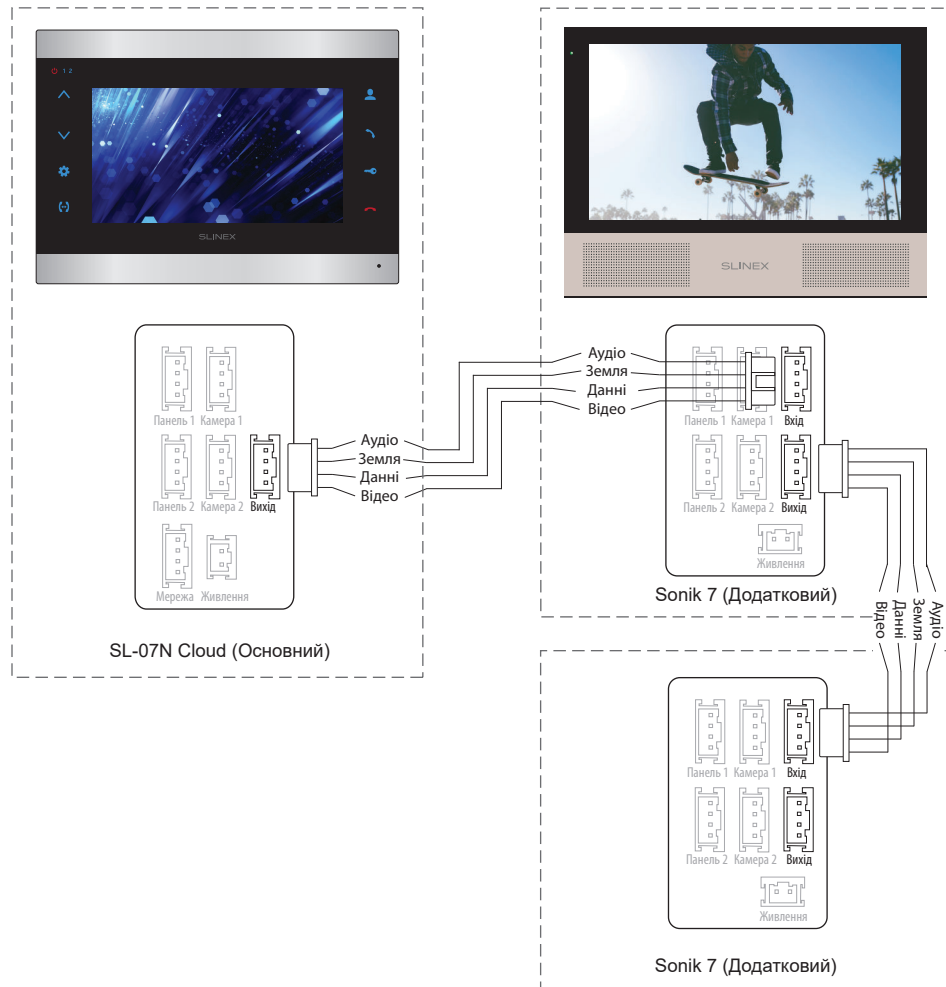 1 2
SLINEX
SLINEX
Панель 1 Камера 1
Панель 2 Камера 2 Вихід
Мережа Живлення
Аудіо
Земля
Данні
Відео
SL-07N Cloud (Основний)
Аудіо
Земля
Данні
Відео
Панель 1 Камера 1 Вхід
Панель 2 Камера 2 Вихід
Живлення
Sonik 7 (Додатковий)
Відео
Данні
Земля
Аудіо
Панель 1 Камера 1 Вхід
Панель 2 Камера 2 Вихід
Живлення
Sonik 7 (Додатковий)